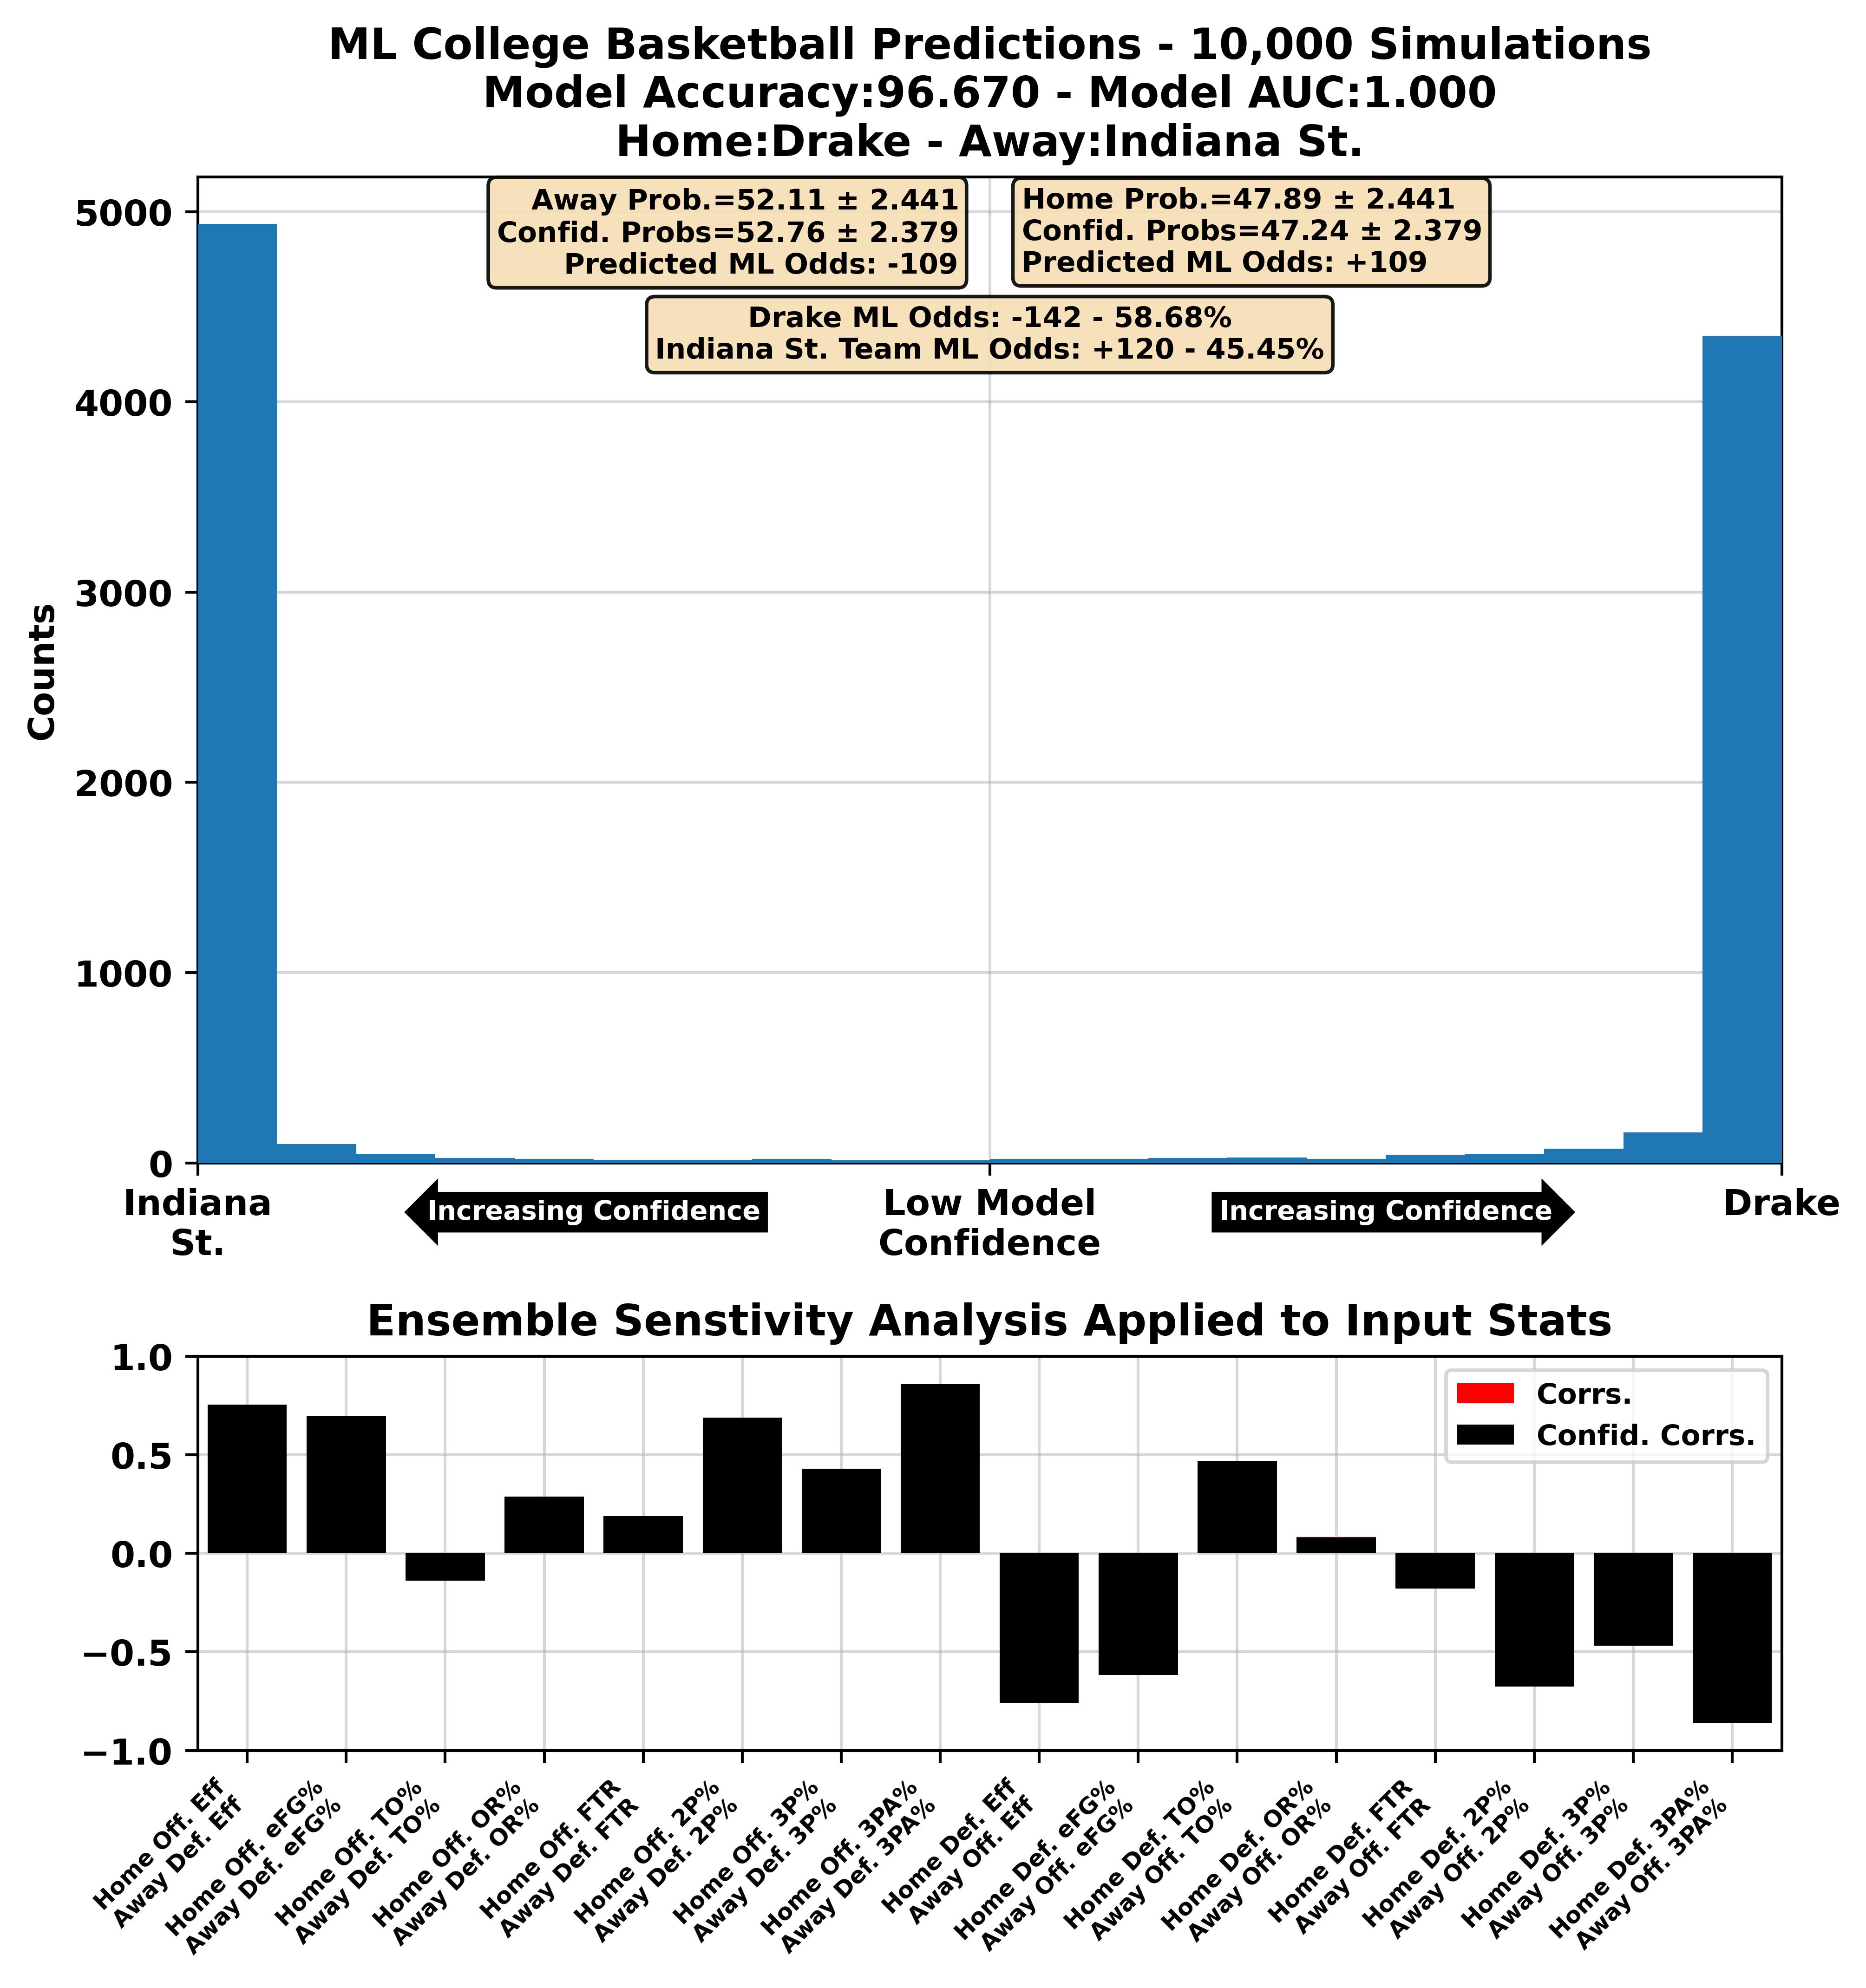 ML College Basketball Predictions - 10,000 Simulations
Model Accuracy:96.670 - Model AUC:1.000
Home:Drake - Away:Indiana St.
Away Prob.=52.11 ± 2.441
Confid. Probs=52.76 ± 2.379
Predicted ML Odds: -109
Home Prob.=47.89 ± 2.441
Confid. Probs=47.24 ± 2.379
Predicted ML Odds: +109
Drake ML Odds: -142 - 58.68%
Indiana St. Team ML Odds: +120 - 45.45%
5000
4000
3000
2000
1000
0
Counts
Indiana
St.
Increasing Confidence
Low Model
Confidence
Increasing Confidence
Drake
Ensemble Senstivity Analysis Applied to Input Stats
1.0
0.5
0.0
−0.5
−1.0
Corrs.
Confid. Corrs.
Home Off. Eff
Away Def. Eff
Home Off. eFG%
Away Def. eFG%
Home Off. TO%
Away Def. TO%
Home Off. OR%
Away Def. OR%
Home Off. FTR
Away Def. FTR
Home Off. 2P%
Away Def. 2P%
Home Off. 3P%
Away Def. 3P%
Home Off. 3PA%
Away Def. 3PA%
Home Def. Eff
Away Off. Eff
Home Def. eFG%
Away Off. eFG%
Home Def. TO%
Away Off. TO%
Home Def. OR%
Away Off. OR%
Home Def. FTR
Away Off. FTR
Home Def. 2P%
Away Off. 2P%
Home Def. 3P%
Away Off. 3P%
Home Def. 3PA%
Away Off. 3PA%